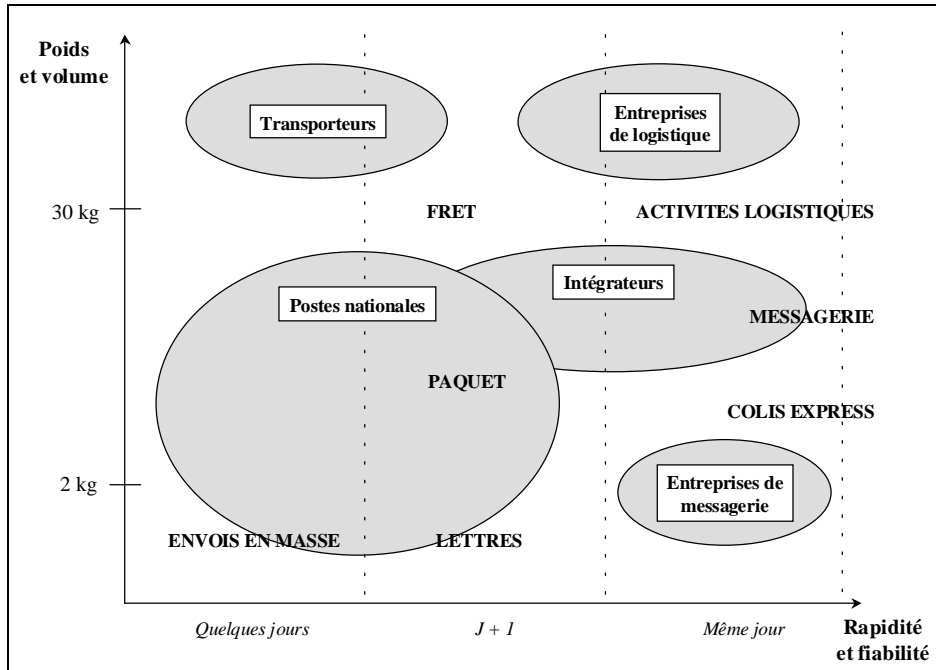 Poids
et volume
Transporteurs
Entreprises
de logistique
30 kg
FRET
ACTIVITES LOGISTIQUES
Intégrateurs
Postes nationales
MESSAGERIE
PAQUET
COLIS EXPRESS
2 kg
Entreprises de
messagerie
ENVOIS EN MASSE
LETTRES
Quelques jours
J + 1
Même jour
Rapidité
et fiabilité